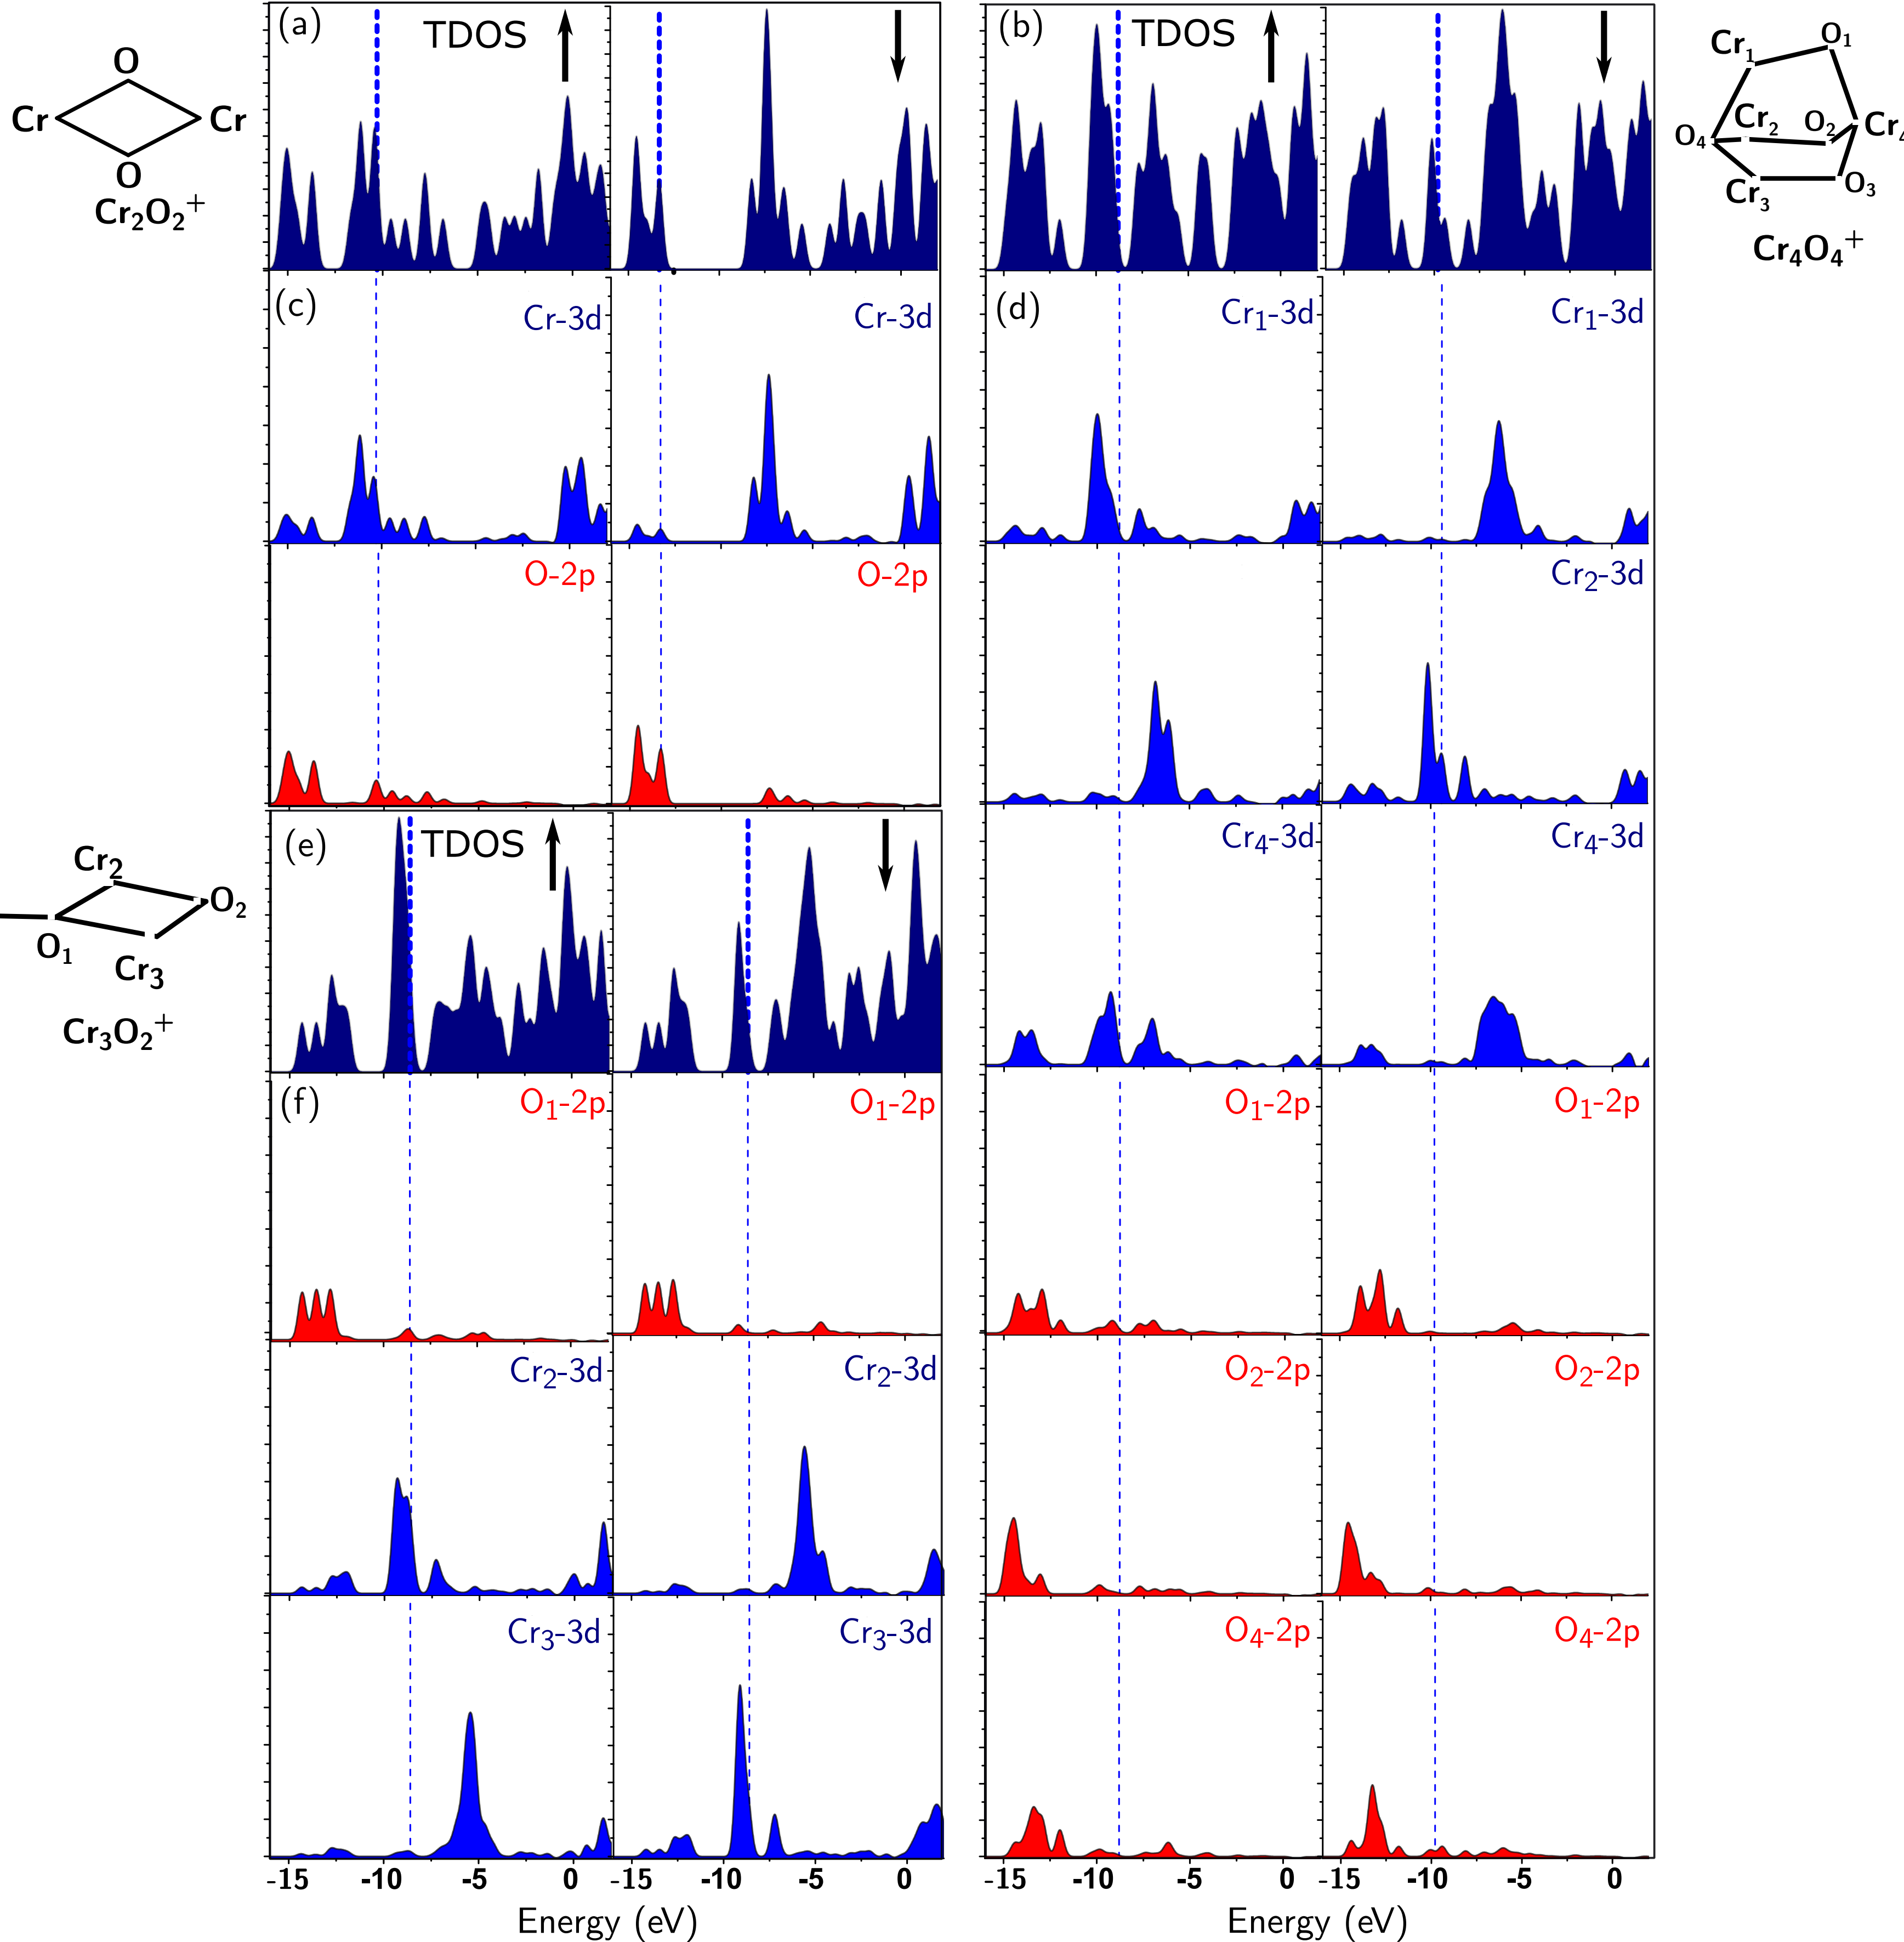 (a) TDOS
(b) TDOS
O
Cr Cr
O
Cr₂O₂⁺
Cr₁ O₁
O₄ Cr₂ O₂ Cr₄
Cr₃ O₃
Cr₄O₄⁺
(c) Cr-3d Cr-3d
(d) Cr₁-3d Cr₁-3d
O-2p O-2p
Cr₂-3d
(e) TDOS
Cr₄-3d Cr₄-3d
Cr₂
O₂
O₁
Cr₃
Cr₃O₂⁺
(f) O₁-2p O₁-2p
O₁-2p O₁-2p
Cr₂-3d Cr₂-3d
O₂-2p O₂-2p
Cr₃-3d Cr₃-3d
O₄-2p O₄-2p
-15 -10 -5 0 -15 -10 -5 0
-15 -10 -5 0 -15 -10 -5 0
Energy (eV)
Energy (eV)